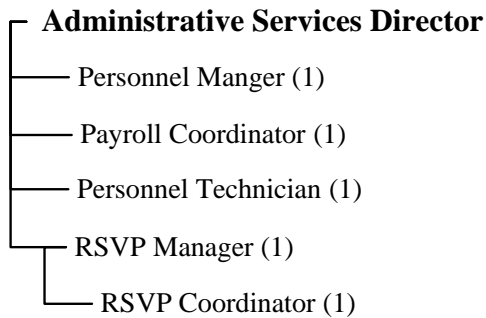 Administrative Services Director
Personnel Manger (1)
Payroll Coordinator (1)
Personnel Technician (1)
RSVP Manager (1)
RSVP Coordinator (1)